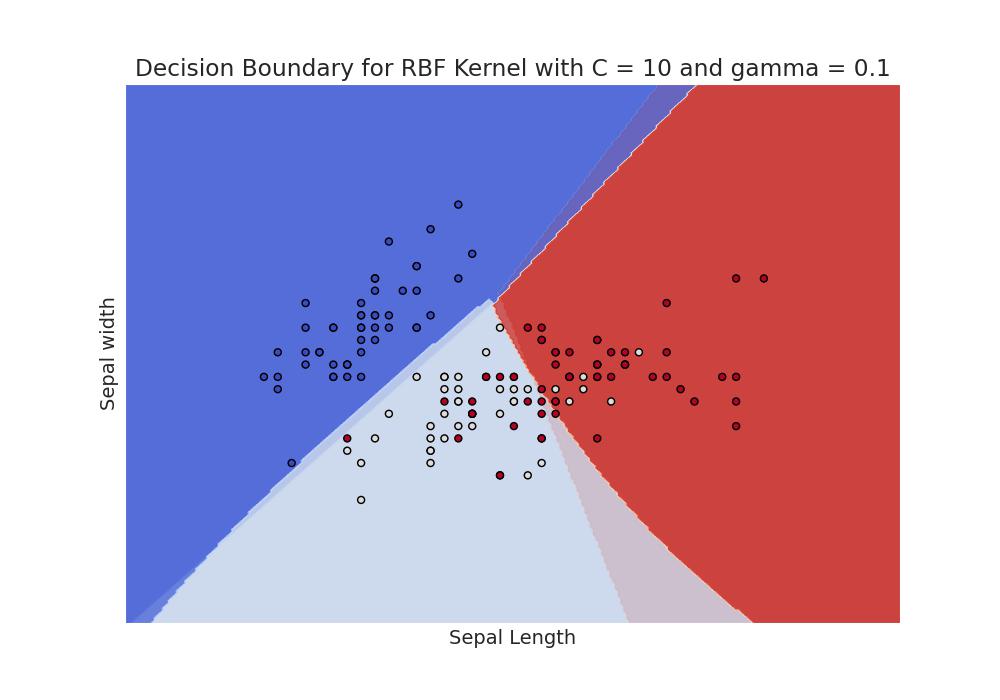 Decision Boundary for RBF Kernel with C = 10 and gamma = 0.1
Sepal width
Sepal Length